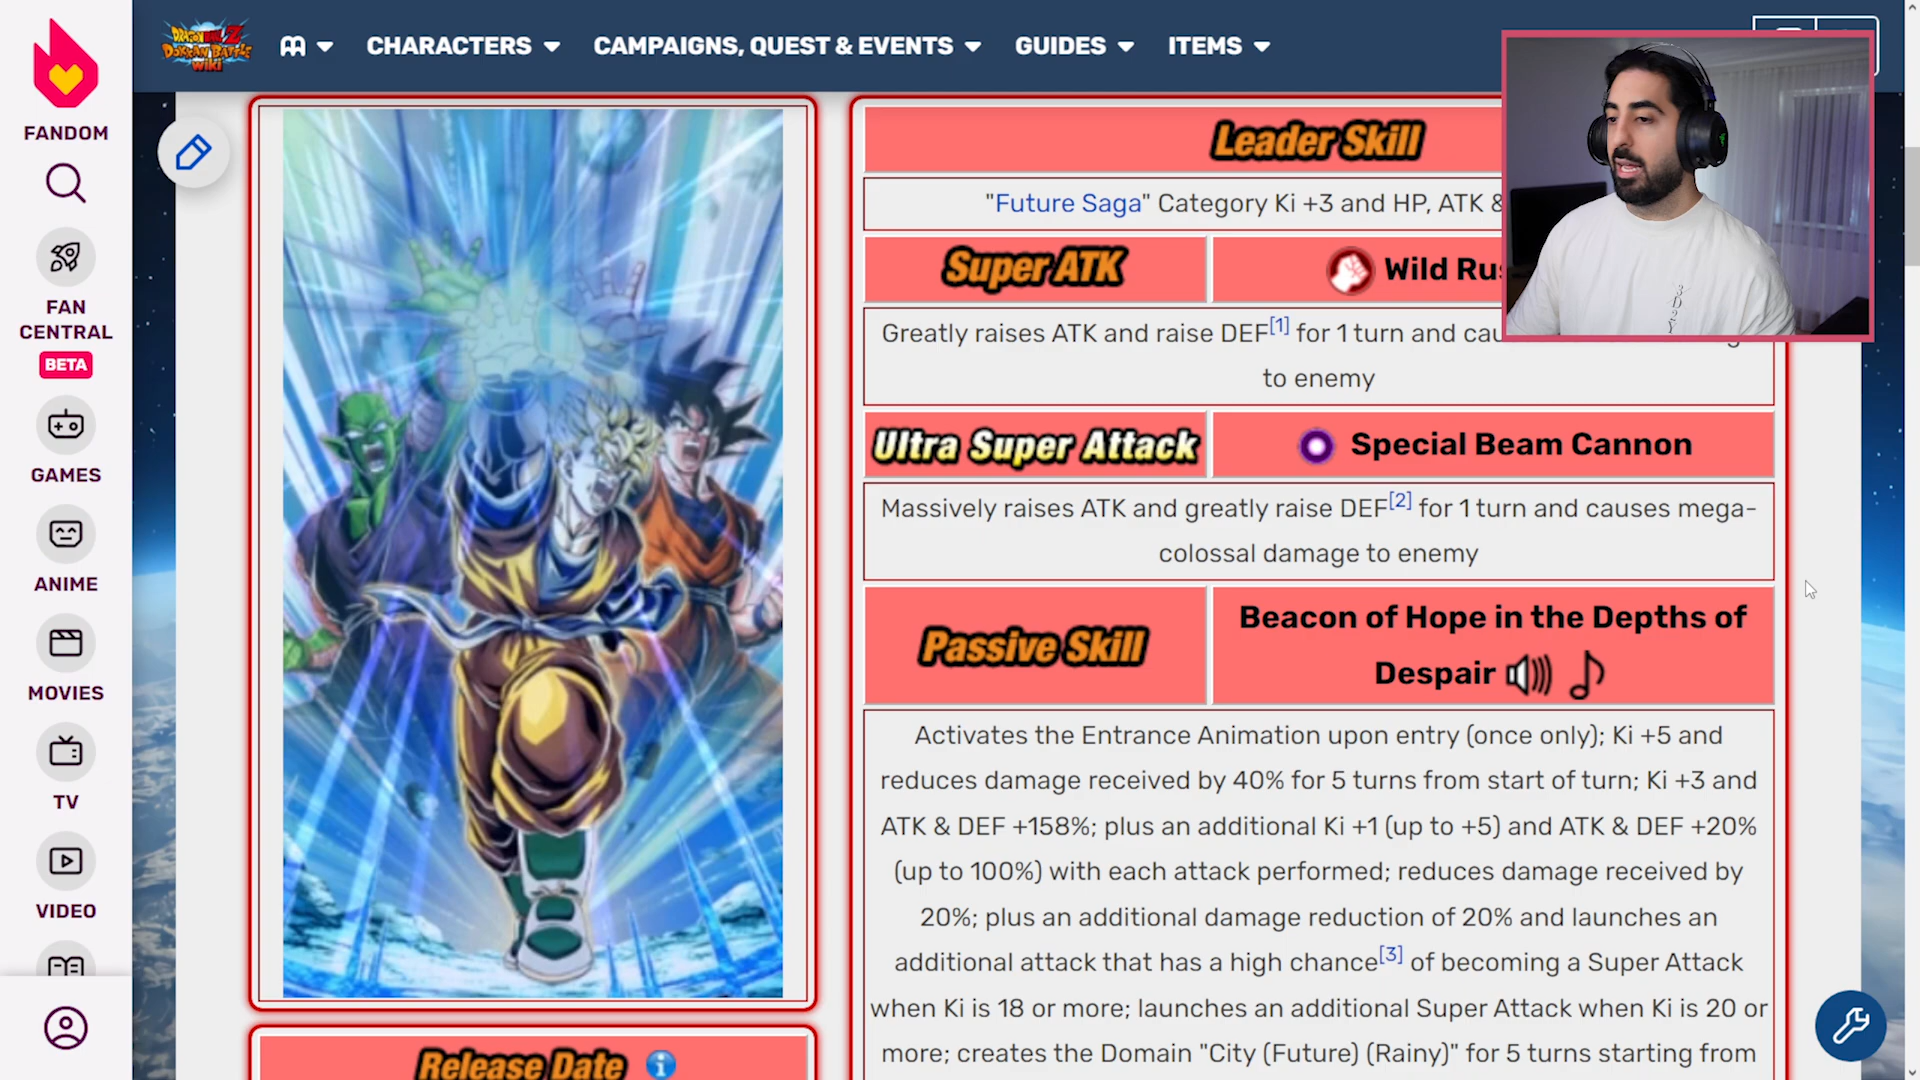 FANDOM
FAN
CENTRAL
BETA
GAMES
ANIME
MOVIES
TV
VIDEO
DRAGON BALL Z
DOKKAN BATTLE
wiki
CHARACTERS
CAMPAIGNS, QUEST & EVENTS
GUIDES
ITEMS
Leader Skill
"Future Saga" Category Ki +3 and HP, ATK &
Super ATK
Wild Rus
Greatly raises ATK and raise DEF[1] for 1 turn and cau
to enemy
Ultra Super Attack
Special Beam Cannon
Massively raises ATK and greatly raise DEF[2] for 1 turn and causes mega-
colossal damage to enemy
Passive Skill
Beacon of Hope in the Depths of
Despair
Activates the Entrance Animation upon entry (once only); Ki +5 and
reduces damage received by 40% for 5 turns from start of turn; Ki +3 and
ATK & DEF +158%; plus an additional Ki +1 (up to +5) and ATK & DEF +20%
(up to 100%) with each attack performed; reduces damage received by
20%; plus an additional damage reduction of 20% and launches an
additional attack that has a high chance[3] of becoming a Super Attack
when Ki is 18 or more; launches an additional Super Attack when Ki is 20 or
more; creates the Domain "City (Future) (Rainy)" for 5 turns starting from
Release Date